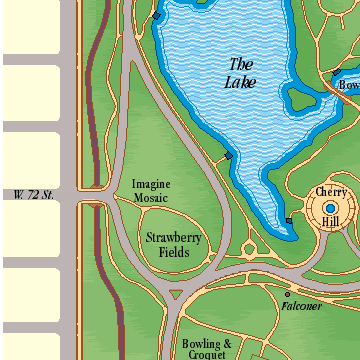 The
Lake
Bow
W. 72 St.
Imagine
Mosaic
Cherry
Hill
Strawberry
Fields
Falconer
Bowling &
Croquet